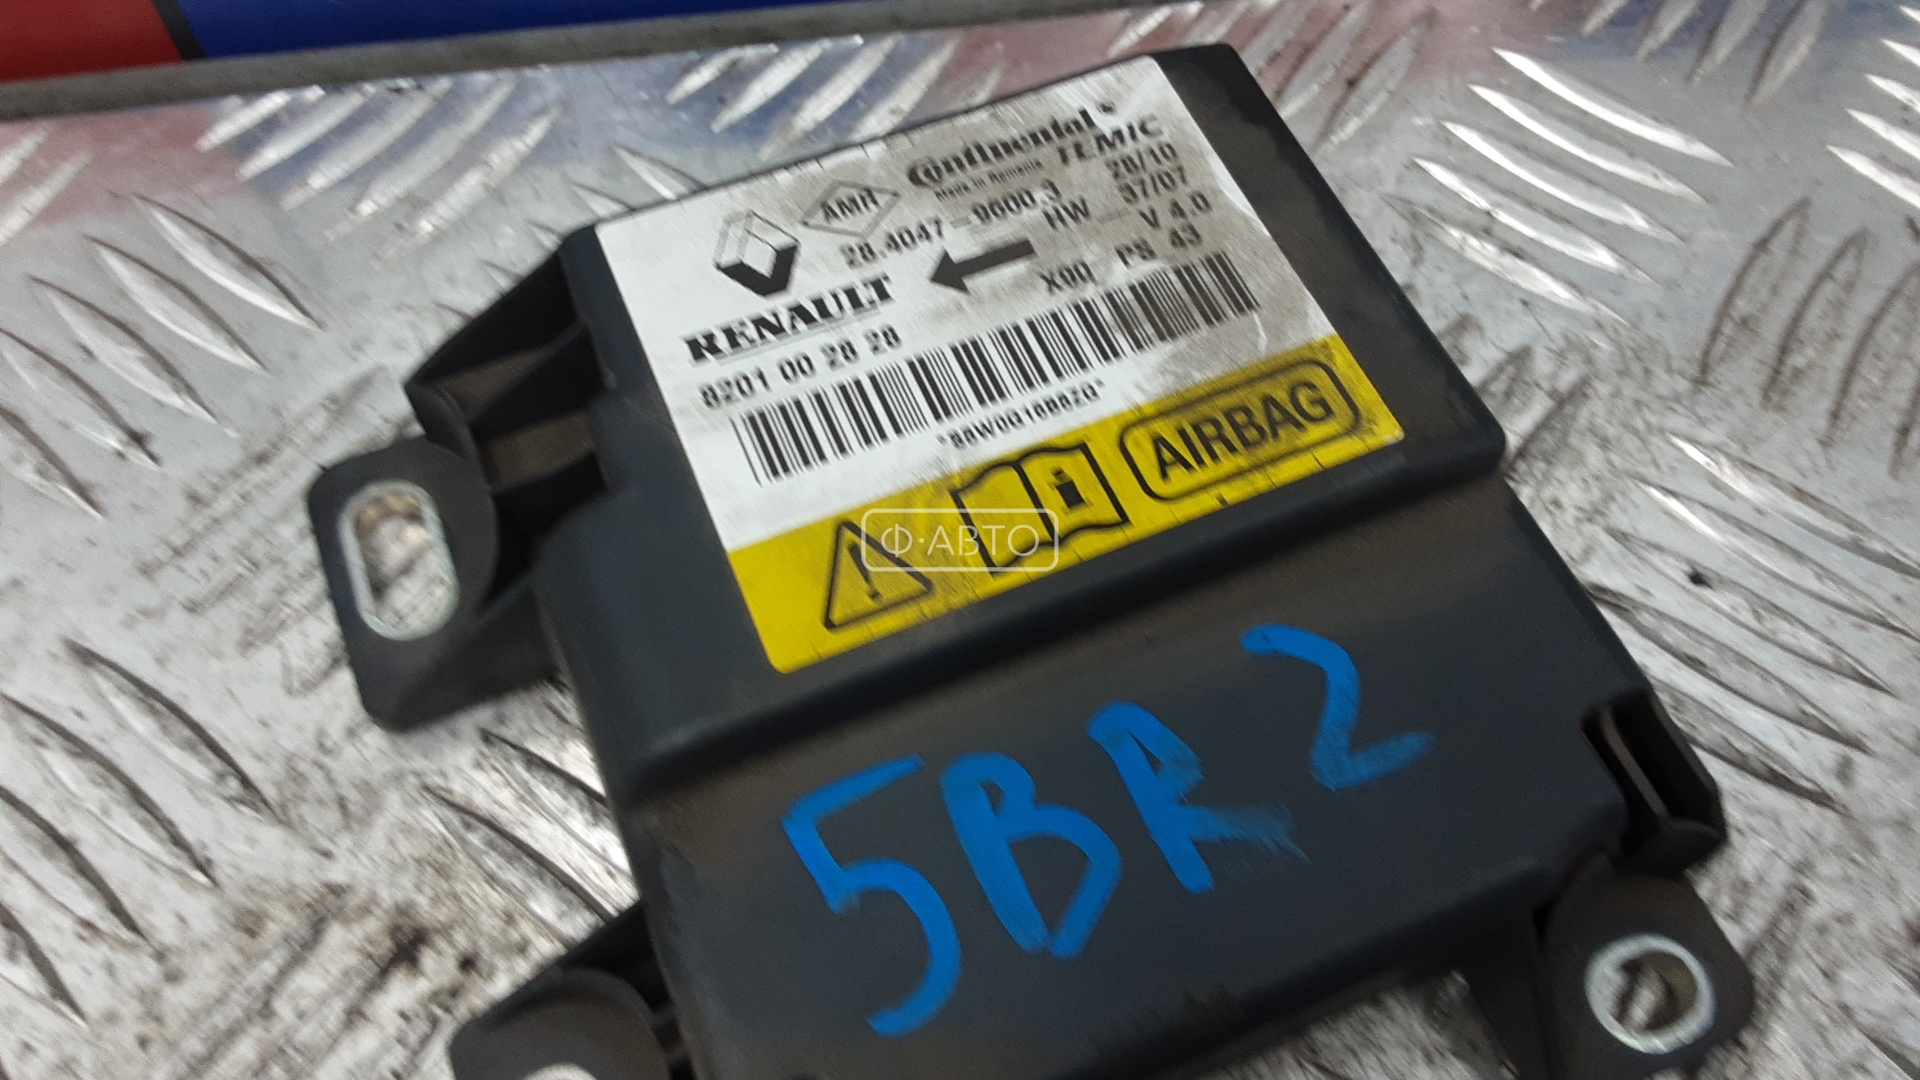 Continental
TEMIC
Made in Romania
AMR
28.4047-9600.3
28/10
HW 37/07
V 4.0
X90 PS 43
RENAULT
8201 00 28 28
AIRBAG
Ф·АВТО
5BR2